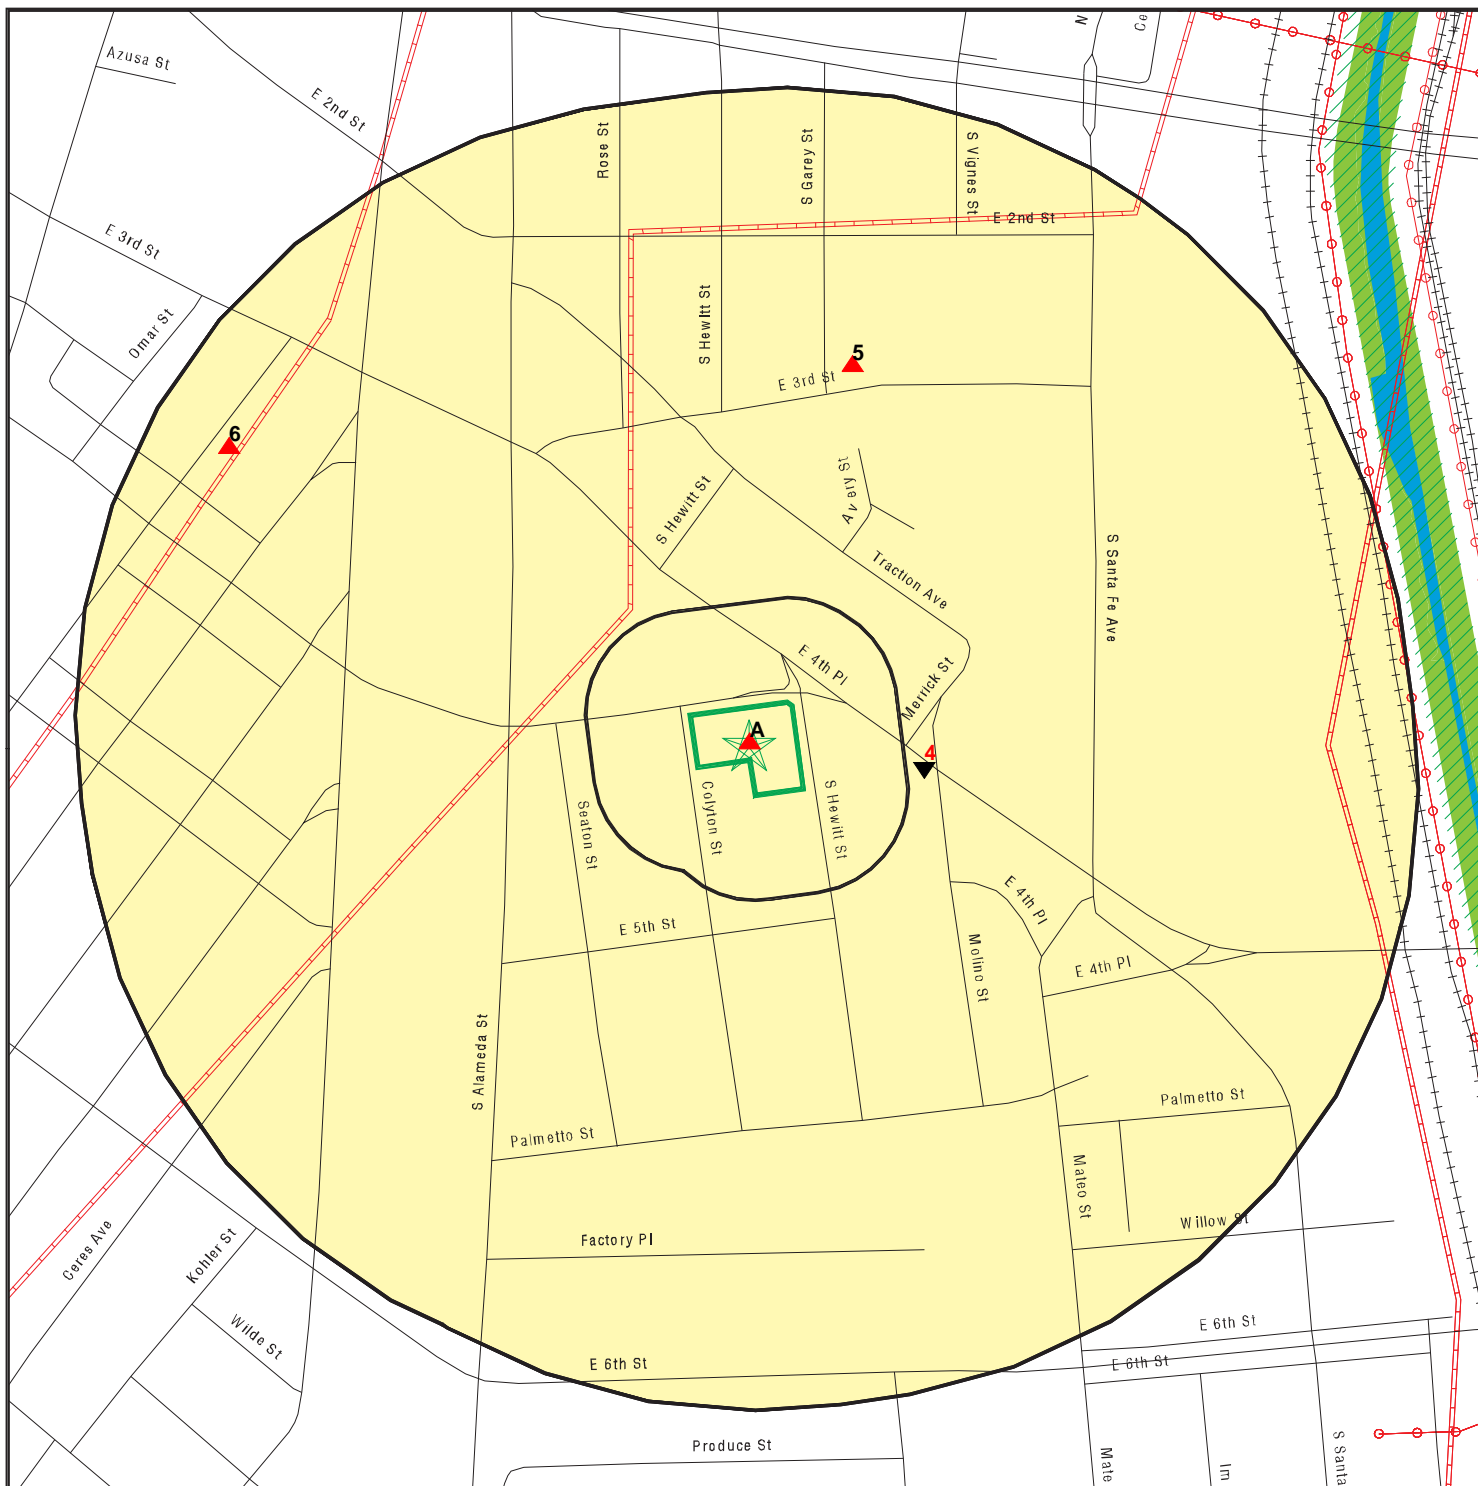 N
Ce
Azusa St
E 2nd St
Rose St
S Garey St
S Vignes St
E 2nd St
E 3rd St
Omar St
S Hewitt St
5
E 3rd St
6
S Hewitt St
Avery St
Traction Ave
S Santa Fe Ave
E 4th Pl
Merrick St
A
4
Seaton St
Colyton St
S Hewitt St
E 4th Pl
E 5th St
Molino St
E 4th Pl
S Alameda St
Palmetto St
Palmetto St
Mateo St
Willow St
Factory Pl
Ceres Ave
Kohler St
Wilde St
E 6th St
E 6th St
E 6th St
Produce St
Mate
Im
S Santa